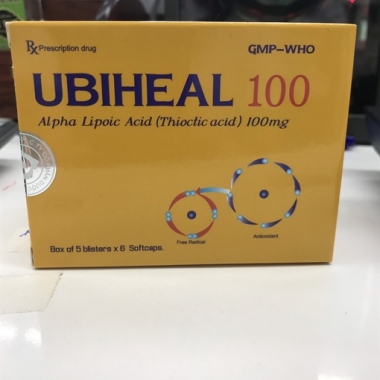 Rx Prescription drug
GMP-WHO
UBIHEAL 100
Alpha Lipoic Acid (Thioctic acid) 100mg
Free Radical
Antioxidant
Box of 5 blisters x 6 Softcaps.